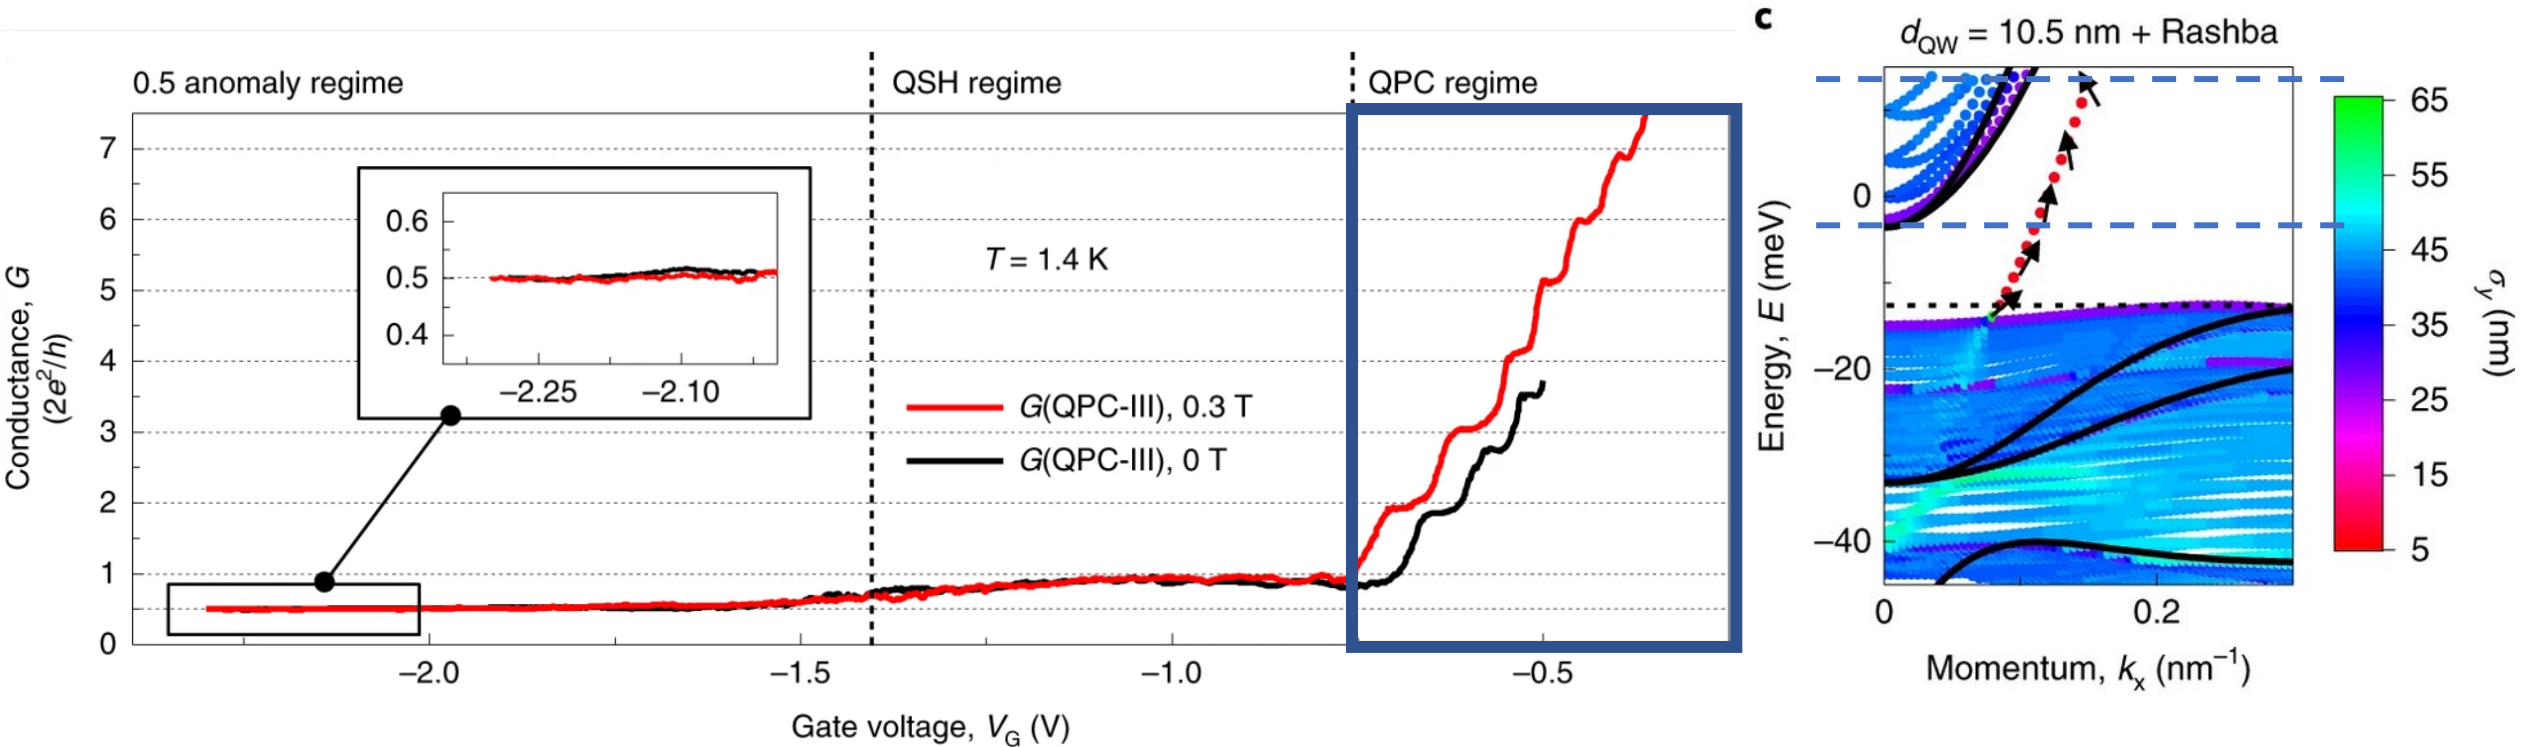 0.5 anomaly regime
QSH regime
QPC regime
Conductance, G
(2e²/h)
7
6
5
4
3
2
1
0
0.6
0.5
0.4
−2.25
−2.10
T = 1.4 K
G(QPC-III), 0.3 T
G(QPC-III), 0 T
−2.0
−1.5
−1.0
−0.5
Gate voltage, V_G (V)
c
d_QW = 10.5 nm + Rashba
Energy, E (meV)
0
−20
−40
0
0.2
Momentum, k_x (nm⁻¹)
65
55
45
35
25
15
5
σ_y (nm)